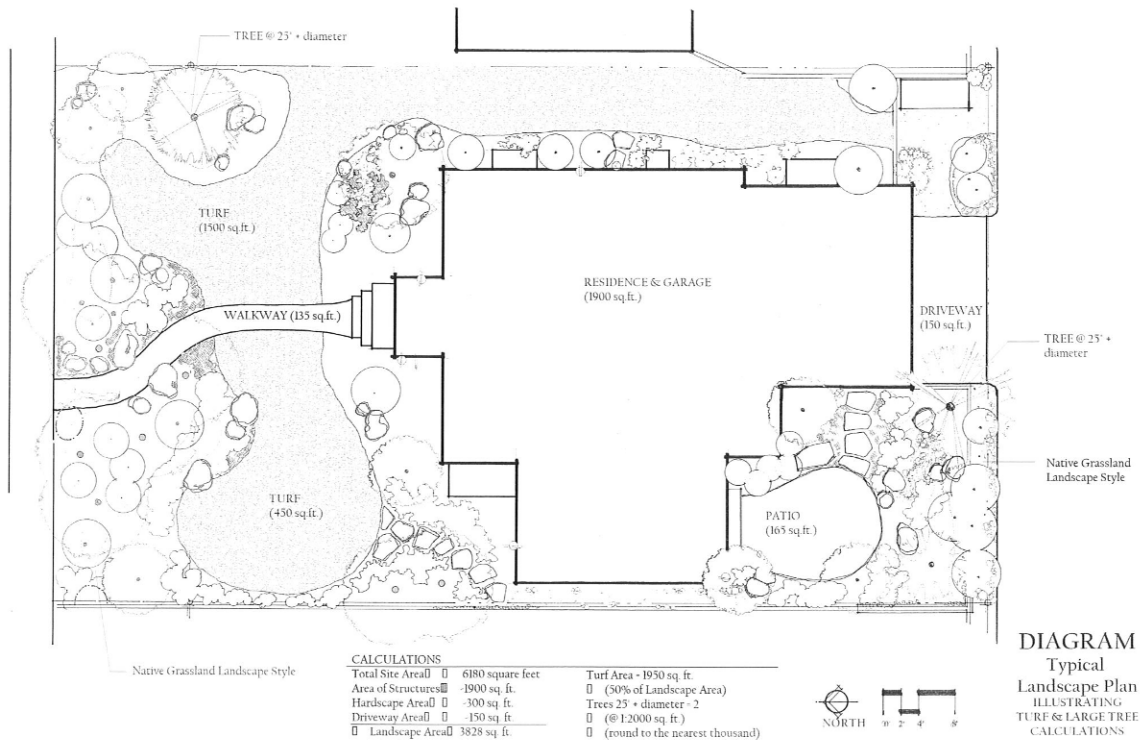 TREE @ 25' + diameter
TURF
(1500 sq.ft.)
RESIDENCE & GARAGE
(1900 sq.ft.)
WALKWAY (135 sq.ft.)
DRIVEWAY
(150 sq.ft.)
TREE @ 25' +
diameter
Native Grassland
Landscape Style
TURF
(450 sq.ft.)
PATIO
(165 sq.ft.)
Native Grassland Landscape Style
CALCULATIONS
Total Site Area 6180 square feet
Area of Structures -1900 sq. ft.
Hardscape Area -300 sq. ft.
Driveway Area -150 sq. ft.
Landscape Area 3828 sq. ft.
Turf Area - 1950 sq. ft.
(50% of Landscape Area)
Trees 25' + diameter - 2
(@ 1:2000 sq. ft.)
(round to the nearest thousand)
NORTH
'0 2' 4' 8'
DIAGRAM
Typical
Landscape Plan
ILLUSTRATING
TURF & LARGE TREE
CALCULATIONS